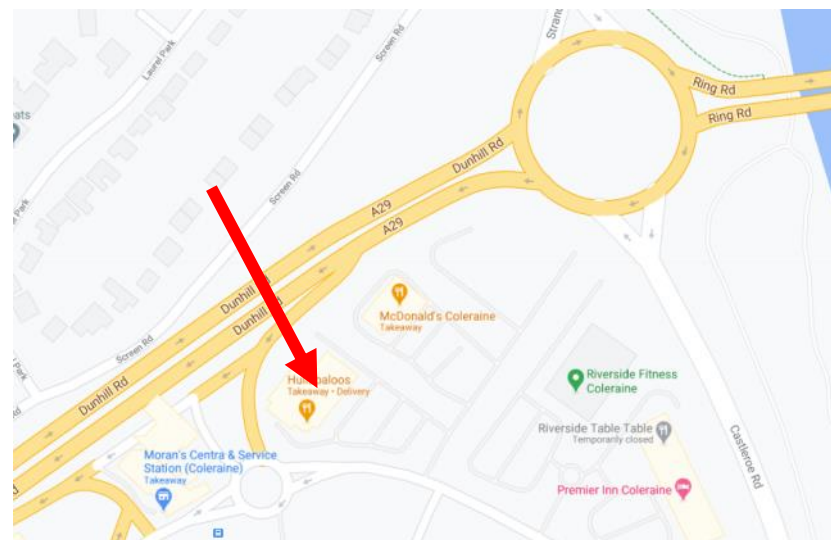 Laurel Park
Screen Rd
Strand
Ring Rd
Ring Rd
Dunhill Rd
Screen Rd
A29
A29
McDonald's Coleraine
Takeaway
Dunhill
Dunhill Rd
Screen Rd
Takeaway • Delivery
Dunhill Rd
Riverside Fitness
Coleraine
Riverside Table Table
Temporarily closed
Castleroe Rd
Moran's Centra & Service
Station (Coleraine)
Takeaway
Premier Inn Coleraine